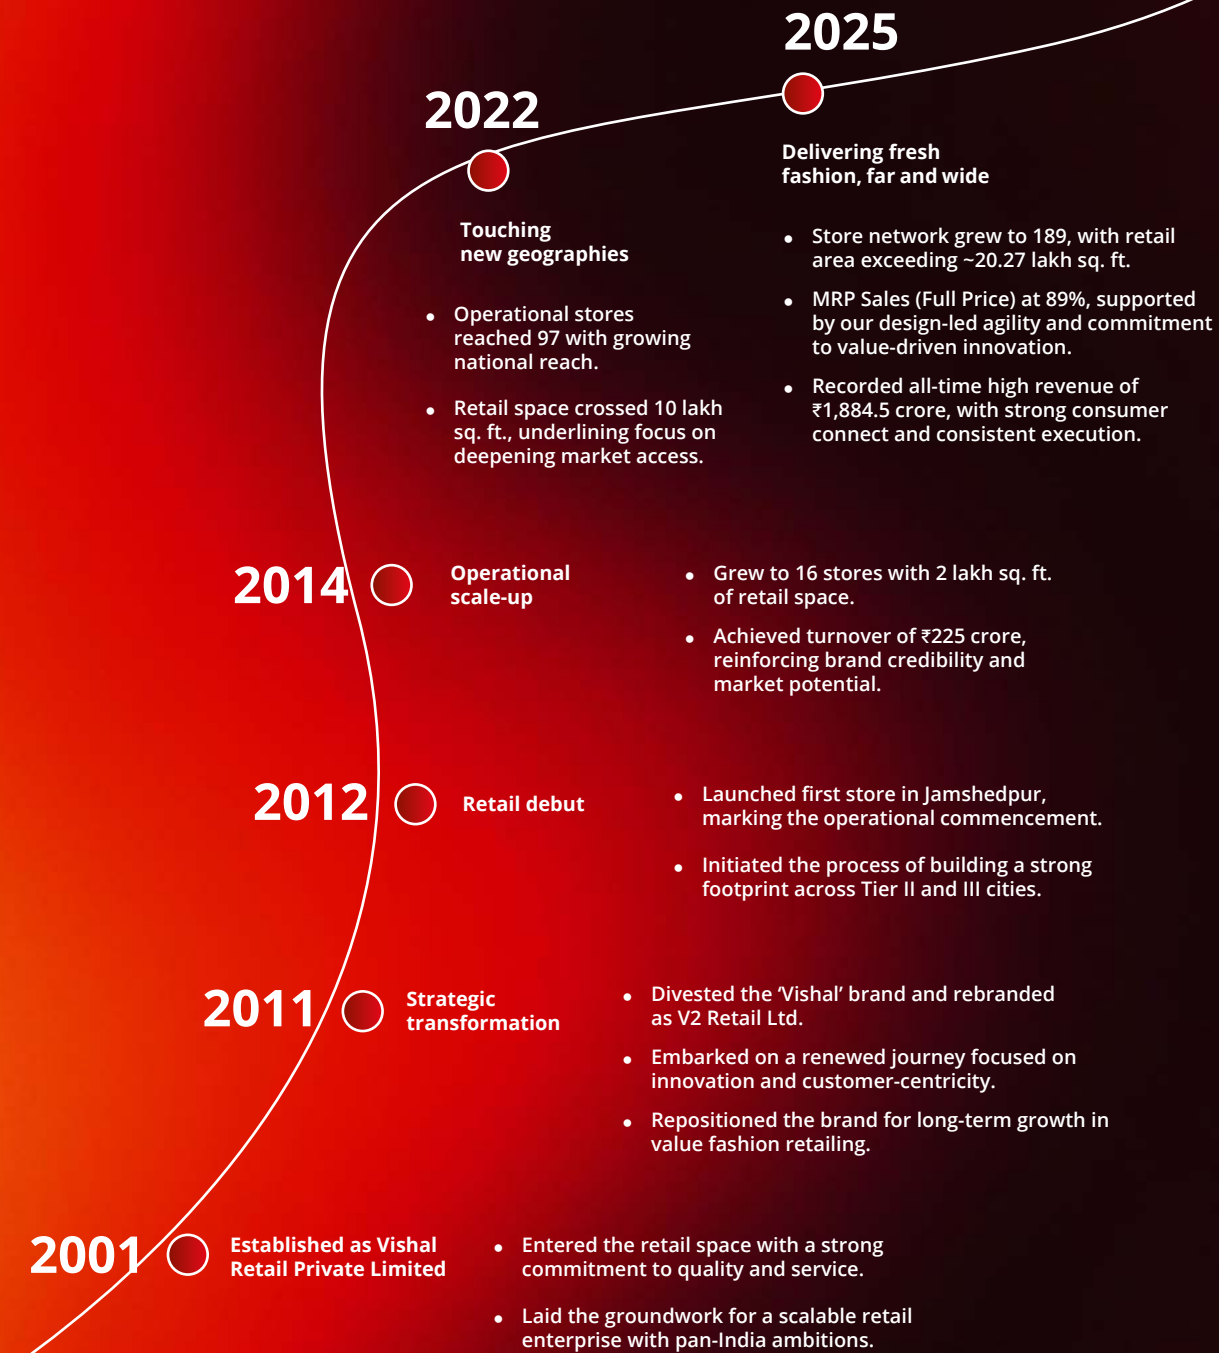 2025
Delivering fresh
fashion, far and wide
• Store network grew to 189, with retail
area exceeding ~20.27 lakh sq. ft.
• MRP Sales (Full Price) at 89%, supported
by our design-led agility and commitment
to value-driven innovation.
• Recorded all-time high revenue of
₹1,884.5 crore, with strong consumer
connect and consistent execution.
2022
Touching
new geographies
• Operational stores
reached 97 with growing
national reach.
• Retail space crossed 10 lakh
sq. ft., underlining focus on
deepening market access.
2014
Operational
scale-up
• Grew to 16 stores with 2 lakh sq. ft.
of retail space.
• Achieved turnover of ₹225 crore,
reinforcing brand credibility and
market potential.
2012
Retail debut
• Launched first store in Jamshedpur,
marking the operational commencement.
• Initiated the process of building a strong
footprint across Tier II and III cities.
2011
Strategic
transformation
• Divested the ‘Vishal’ brand and rebranded
as V2 Retail Ltd.
• Embarked on a renewed journey focused on
innovation and customer-centricity.
• Repositioned the brand for long-term growth in
value fashion retailing.
2001
Established as Vishal
Retail Private Limited
• Entered the retail space with a strong
commitment to quality and service.
• Laid the groundwork for a scalable retail
enterprise with pan-India ambitions.